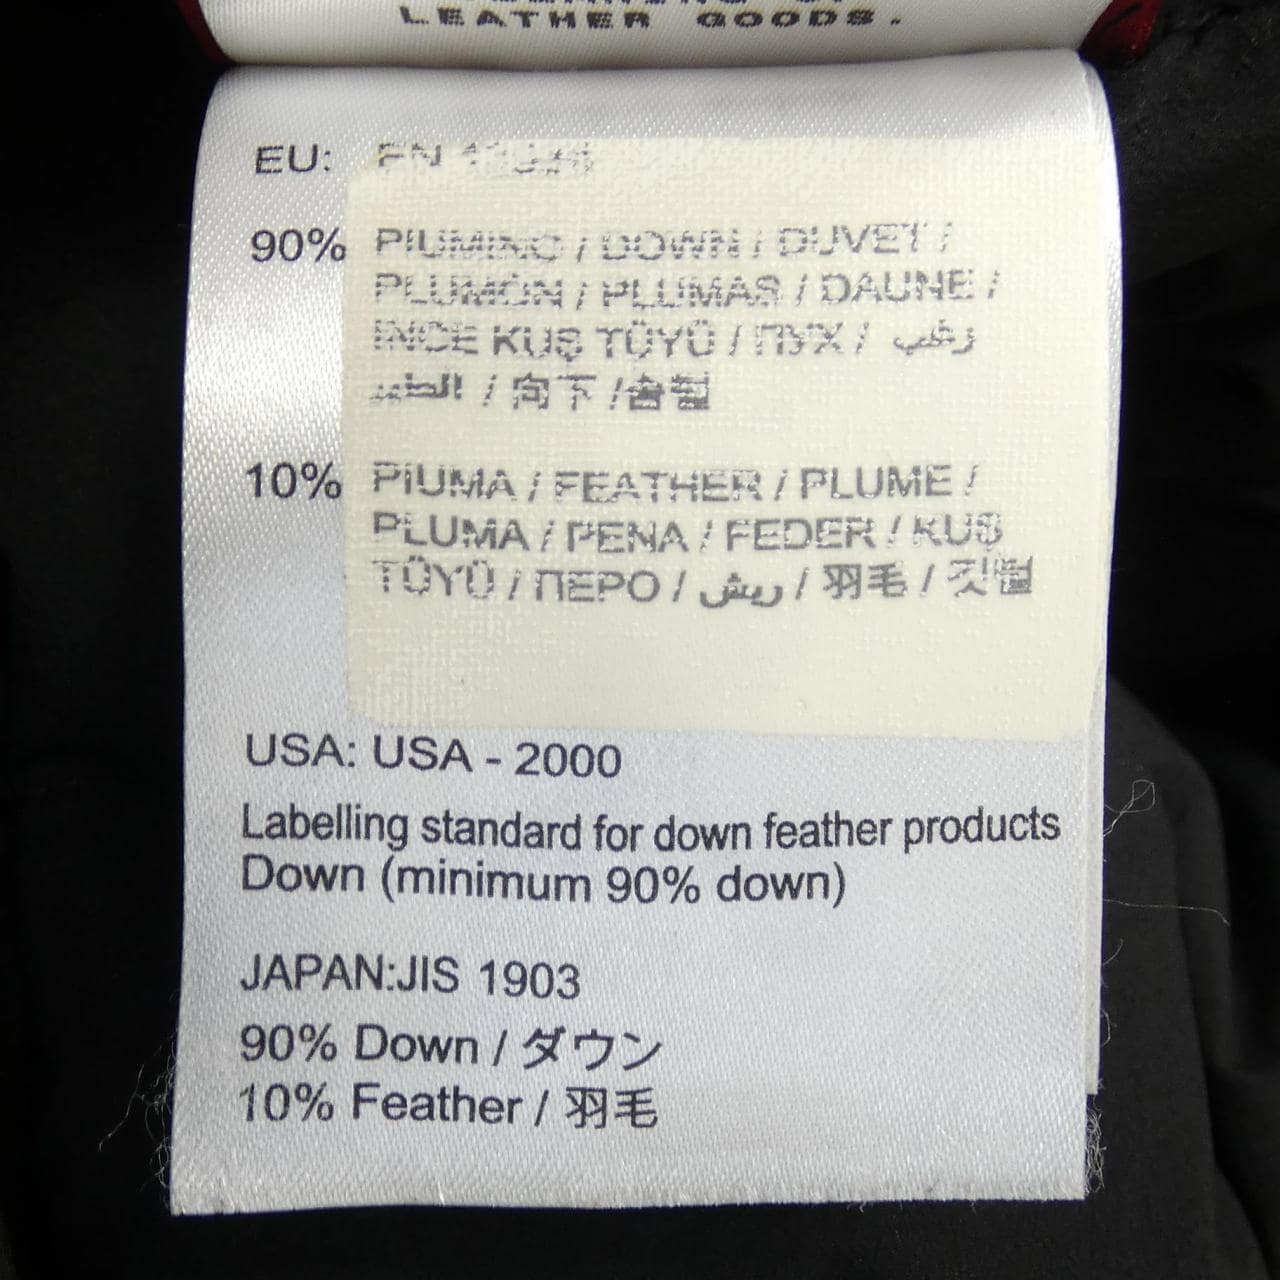 LEATHER GOODS.
EU: EN
90% PIUMINO / DOWN / DUVET /
PLUMÓN / PLUMAS / DAUNE /
INCE KUŞ TÜYÜ / ПУХ / زغب
الطير / 向下 / 솜털
10% PIUMA / FEATHER / PLUME /
PLUMA / PENA / FEDER / KUŞ
TÜYÜ / ПЕРО / ریش / 羽毛 / 깃털
USA: USA - 2000
Labelling standard for down feather products
Down (minimum 90% down)
JAPAN:JIS 1903
90% Down / ダウン
10% Feather / 羽毛